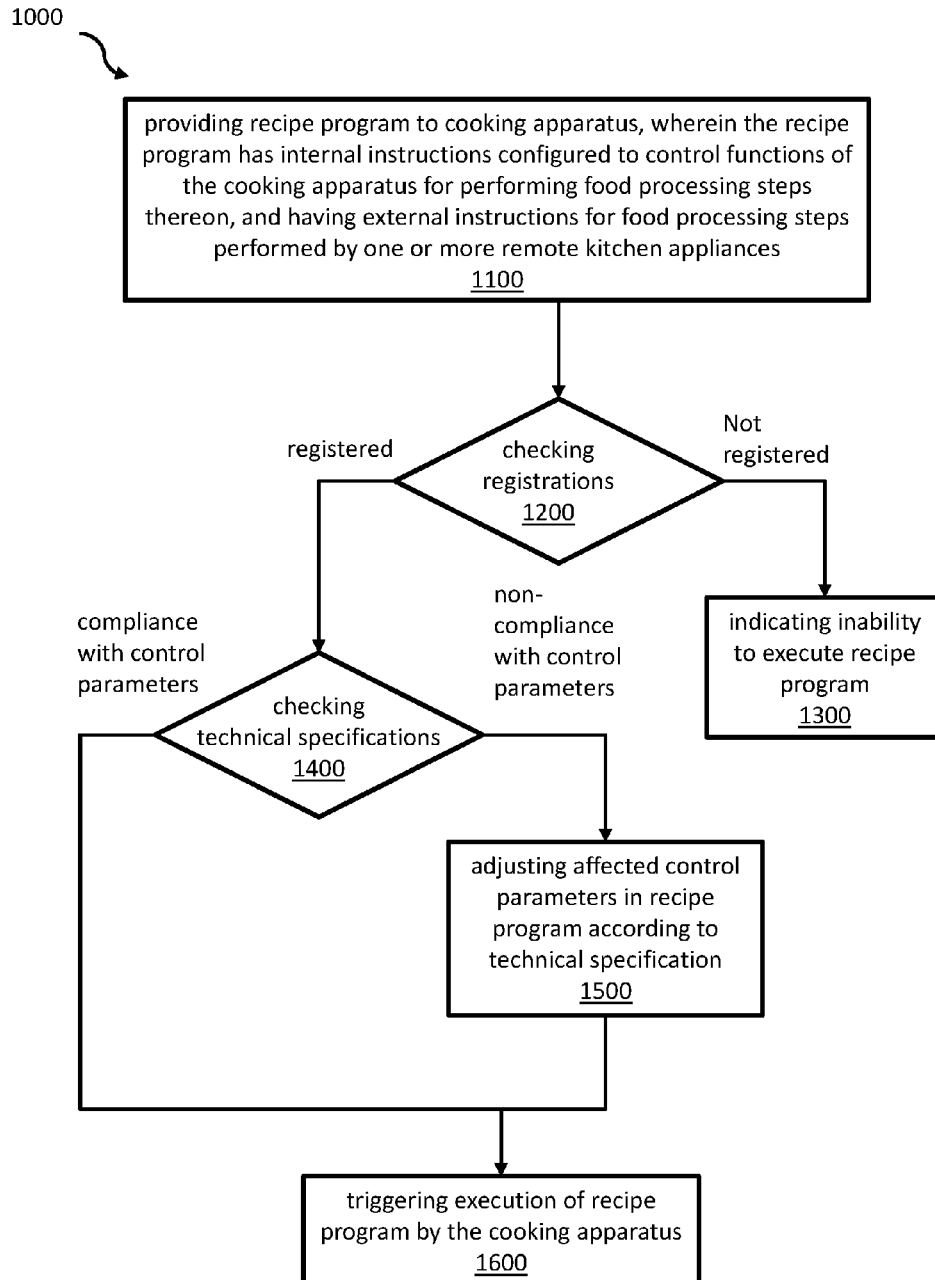 1000
providing recipe program to cooking apparatus, wherein the recipe
program has internal instructions configured to control functions of
the cooking apparatus for performing food processing steps
thereon, and having external instructions for food processing steps
performed by one or more remote kitchen appliances
1100
registered
checking
registrations
1200
Not
registered
indicating inability
to execute recipe
program
1300
compliance
with control
parameters
checking
technical specifications
1400
non-
compliance
with control
parameters
adjusting affected control
parameters in recipe
program according to
technical specification
1500
triggering execution of recipe
program by the cooking apparatus
1600